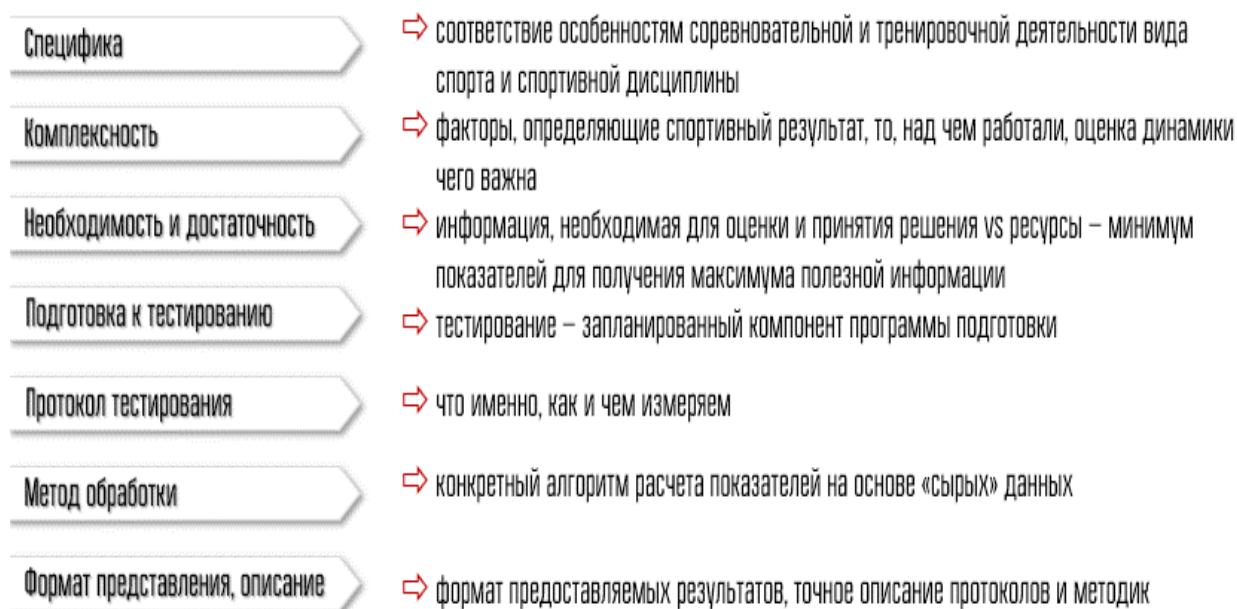 Специфика
соответствие особенностям соревновательной и тренировочной деятельности вида
спорта и спортивной дисциплины
Комплексность
факторы, определяющие спортивный результат, то, над чем работали, оценка динамики
чего важна
Необходимость и достаточность
информация, необходимая для оценки и принятия решения vs ресурсы – минимум
показателей для получения максимума полезной информации
Подготовка к тестированию
тестирование – запланированный компонент программы подготовки
Протокол тестирования
что именно, как и чем измеряем
Метод обработки
конкретный алгоритм расчета показателей на основе «сырых» данных
Формат представления, описание
формат предоставляемых результатов, точное описание протоколов и методик